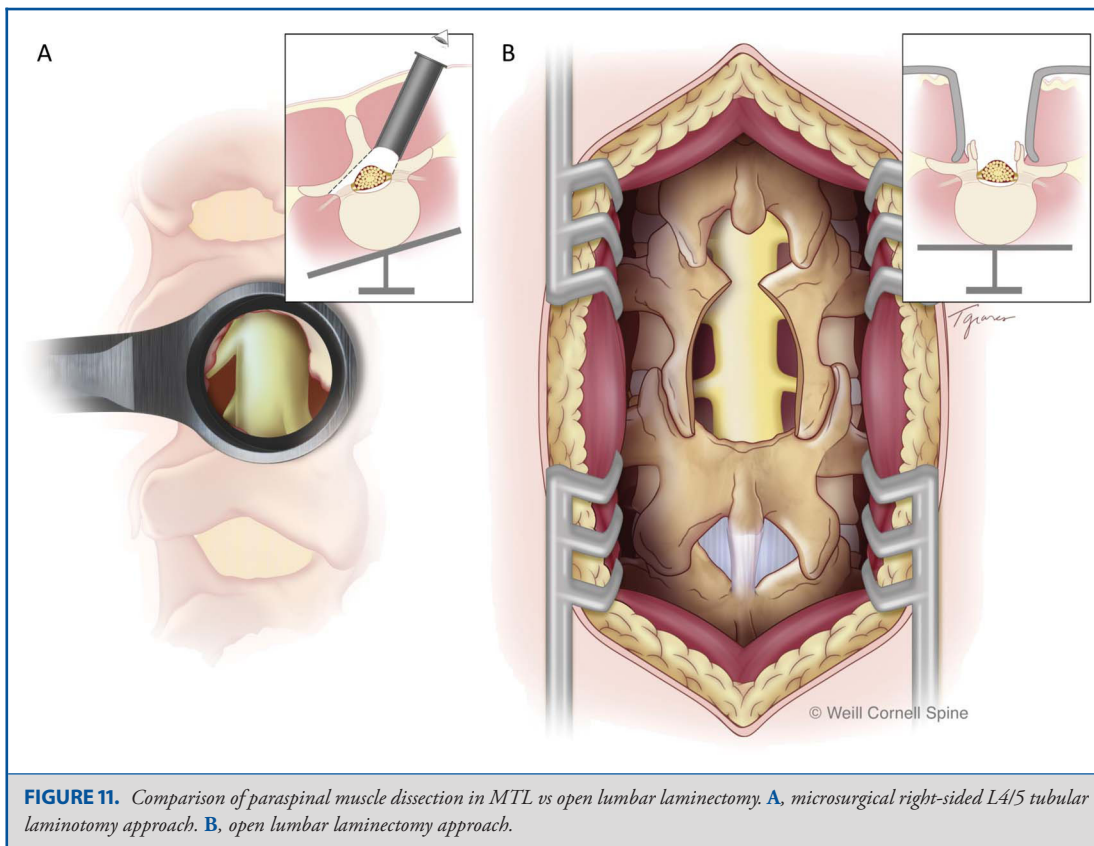 A
B
Tgraves
© Weill Cornell Spine
FIGURE 11. Comparison of paraspinal muscle dissection in MTL vs open lumbar laminectomy. A, microsurgical right-sided L4/5 tubular
laminotomy approach. B, open lumbar laminectomy approach.